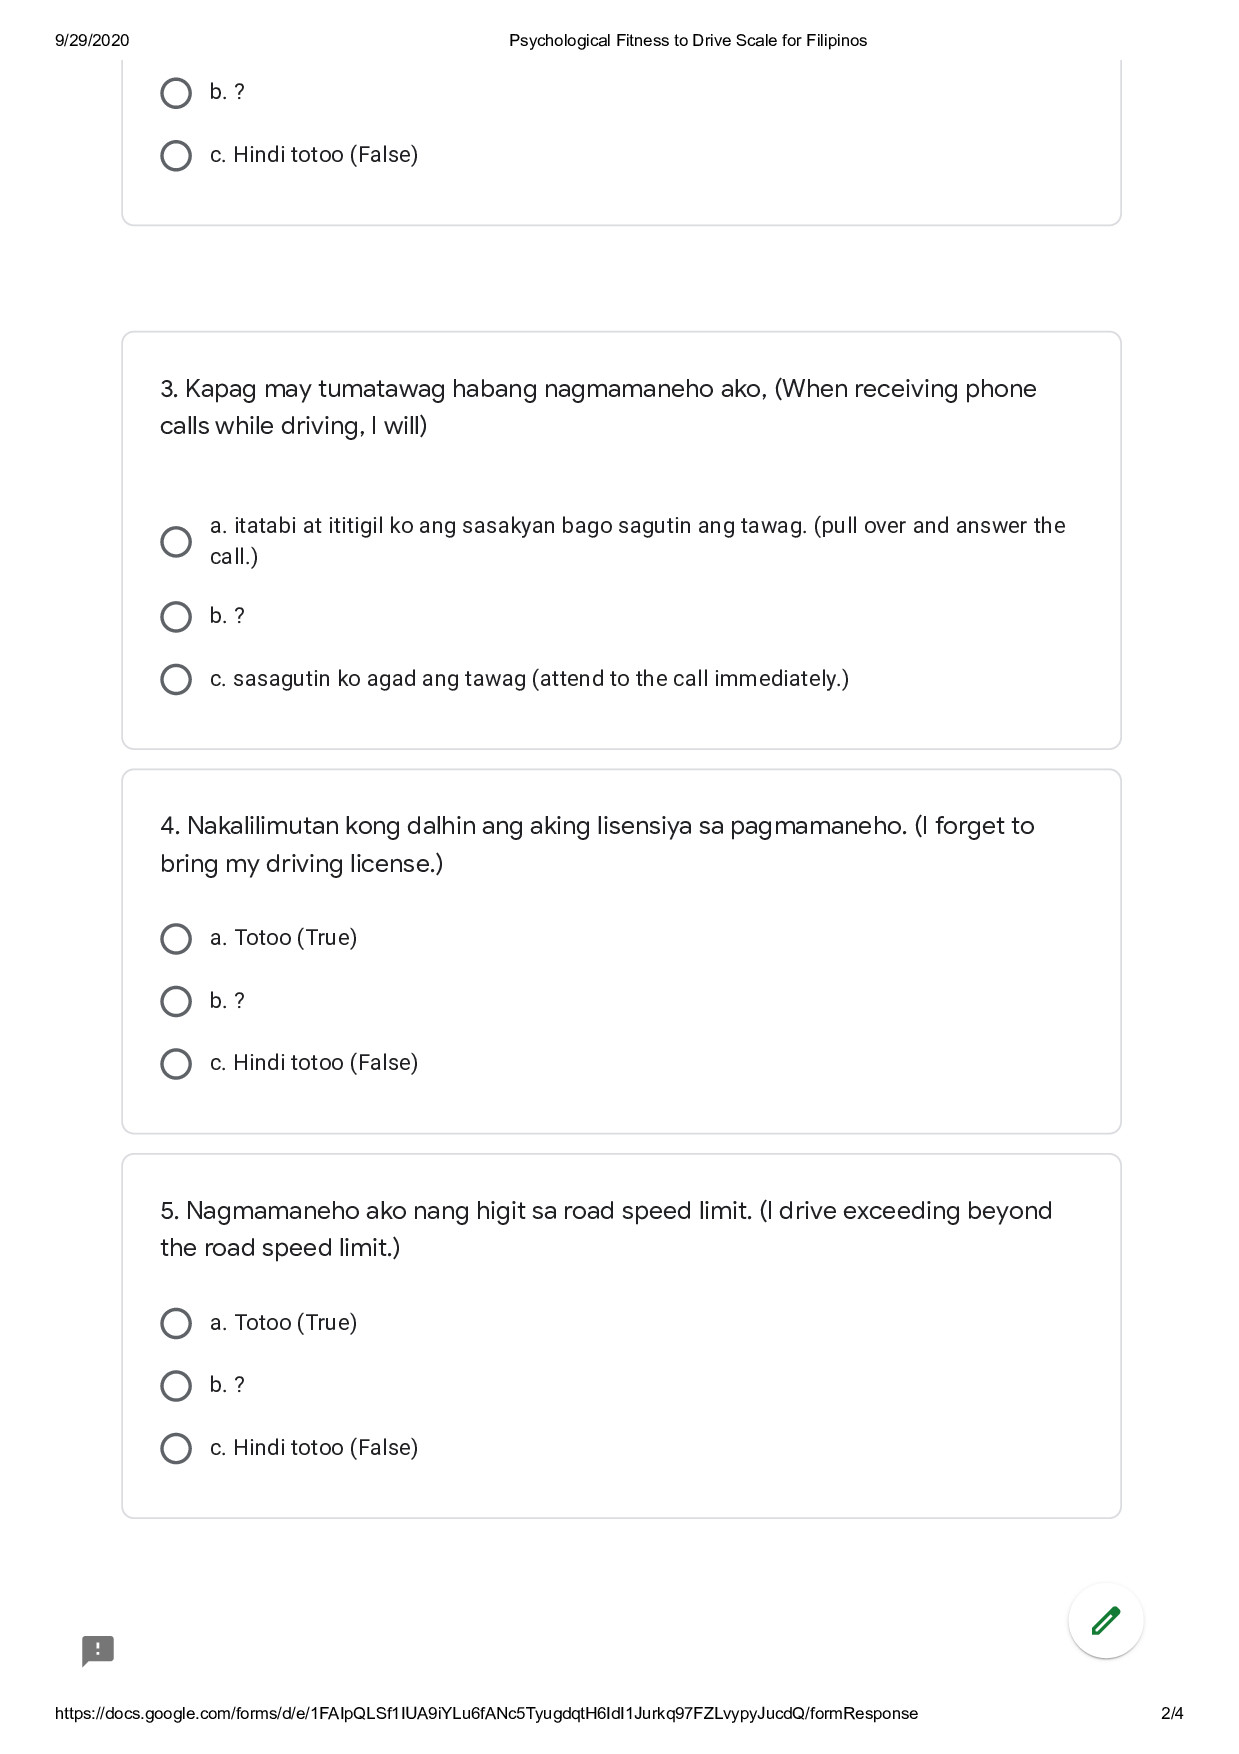 9/29/2020 Psychological Fitness to Drive Scale for Filipinos
b. ?
c. Hindi totoo (False)
3. Kapag may tumatawag habang nagmamaneho ako, (When receiving phone
calls while driving, I will)
a. itatabi at ititigil ko ang sasakyan bago sagutin ang tawag. (pull over and answer the
call.)
b. ?
c. sasagutin ko agad ang tawag (attend to the call immediately.)
4. Nakalilimutan kong dalhin ang aking lisensiya sa pagmamaneho. (I forget to
bring my driving license.)
a. Totoo (True)
b. ?
c. Hindi totoo (False)
5. Nagmamaneho ako nang higit sa road speed limit. (I drive exceeding beyond
the road speed limit.)
a. Totoo (True)
b. ?
c. Hindi totoo (False)
https://docs.google.com/forms/d/e/1FAIpQLSf1IUA9iYLu6fANc5TyugdqtH6IdI1Jurkq97FZLvypyJucdQ/formResponse 2/4